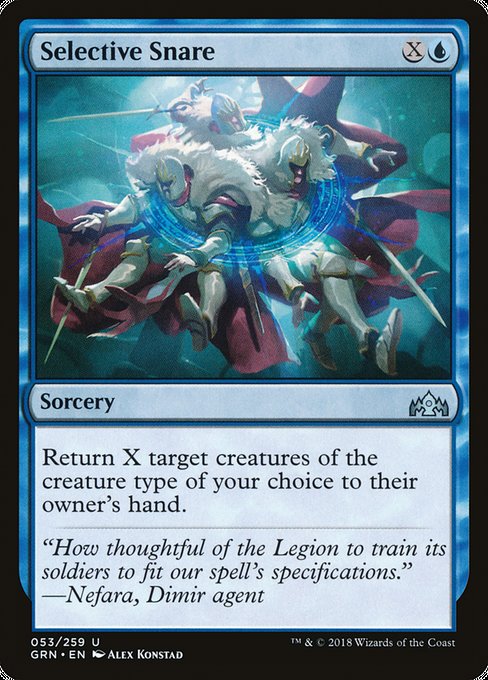 Selective Snare X
Sorcery
Return X target creatures of the
creature type of your choice to their
owner's hand.
“How thoughtful of the Legion to train its
soldiers to fit our spell's specifications.”
—Nefara, Dimir agent
053/259 U
GRN • EN Alex Konstad
™ & © 2018 Wizards of the Coast